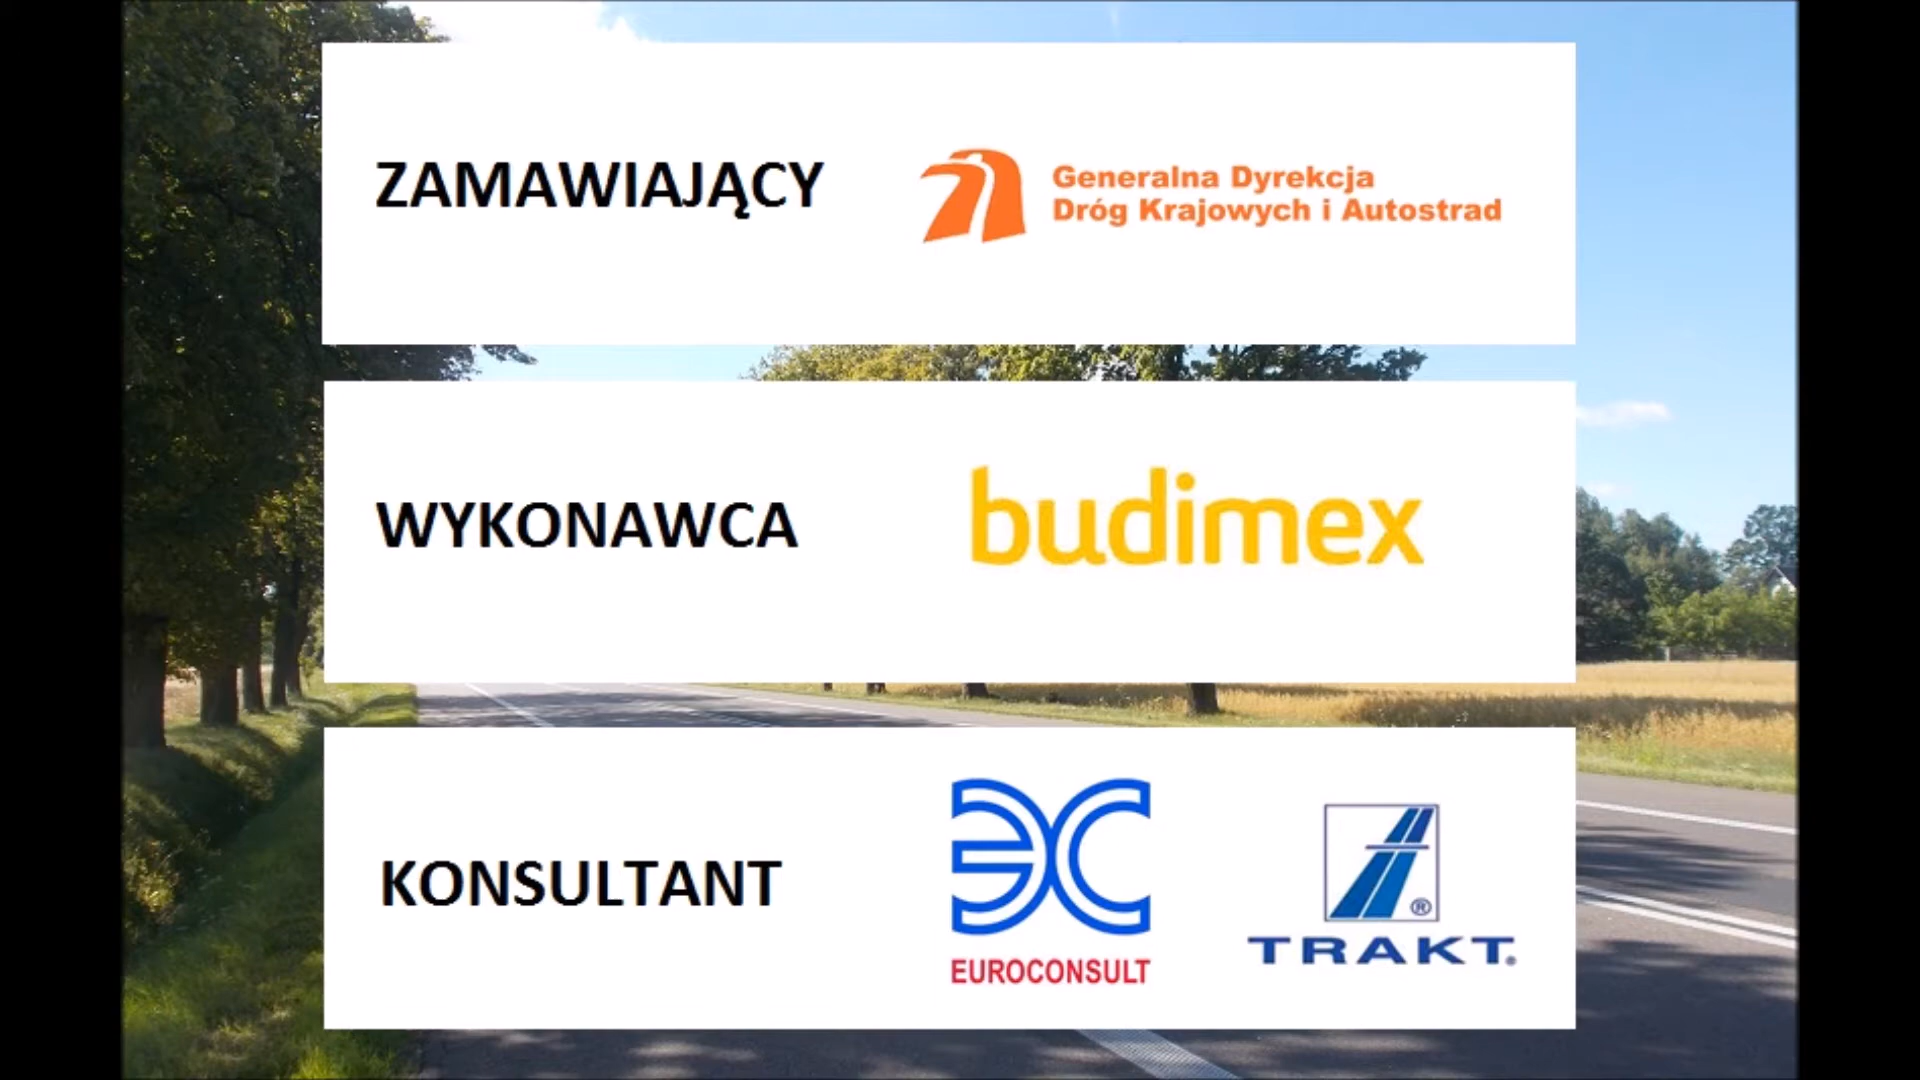 ZAMAWIAJĄCY
Generalna Dyrekcja
Dróg Krajowych i Autostrad
WYKONAWCA
budimex
KONSULTANT
EUROCONSULT
®
TRAKT®